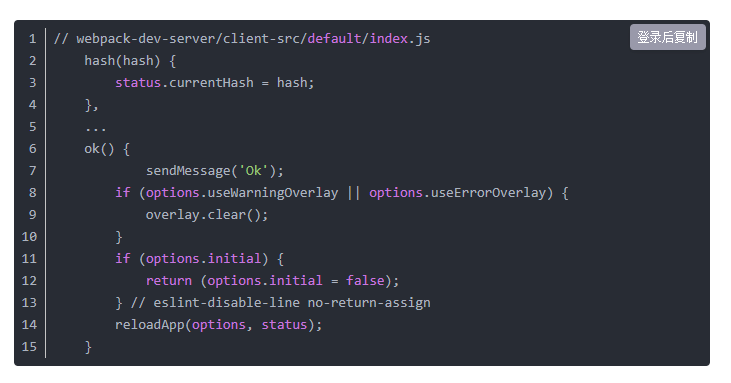 登录后复制
1 // webpack-dev-server/client-src/default/index.js
2     hash(hash) {
3         status.currentHash = hash;
4     },
5     ...
6     ok() {
7             sendMessage('Ok');
8         if (options.useWarningOverlay || options.useErrorOverlay) {
9             overlay.clear();
10         }
11         if (options.initial) {
12             return (options.initial = false);
13         } // eslint-disable-line no-return-assign
14         reloadApp(options, status);
15     }